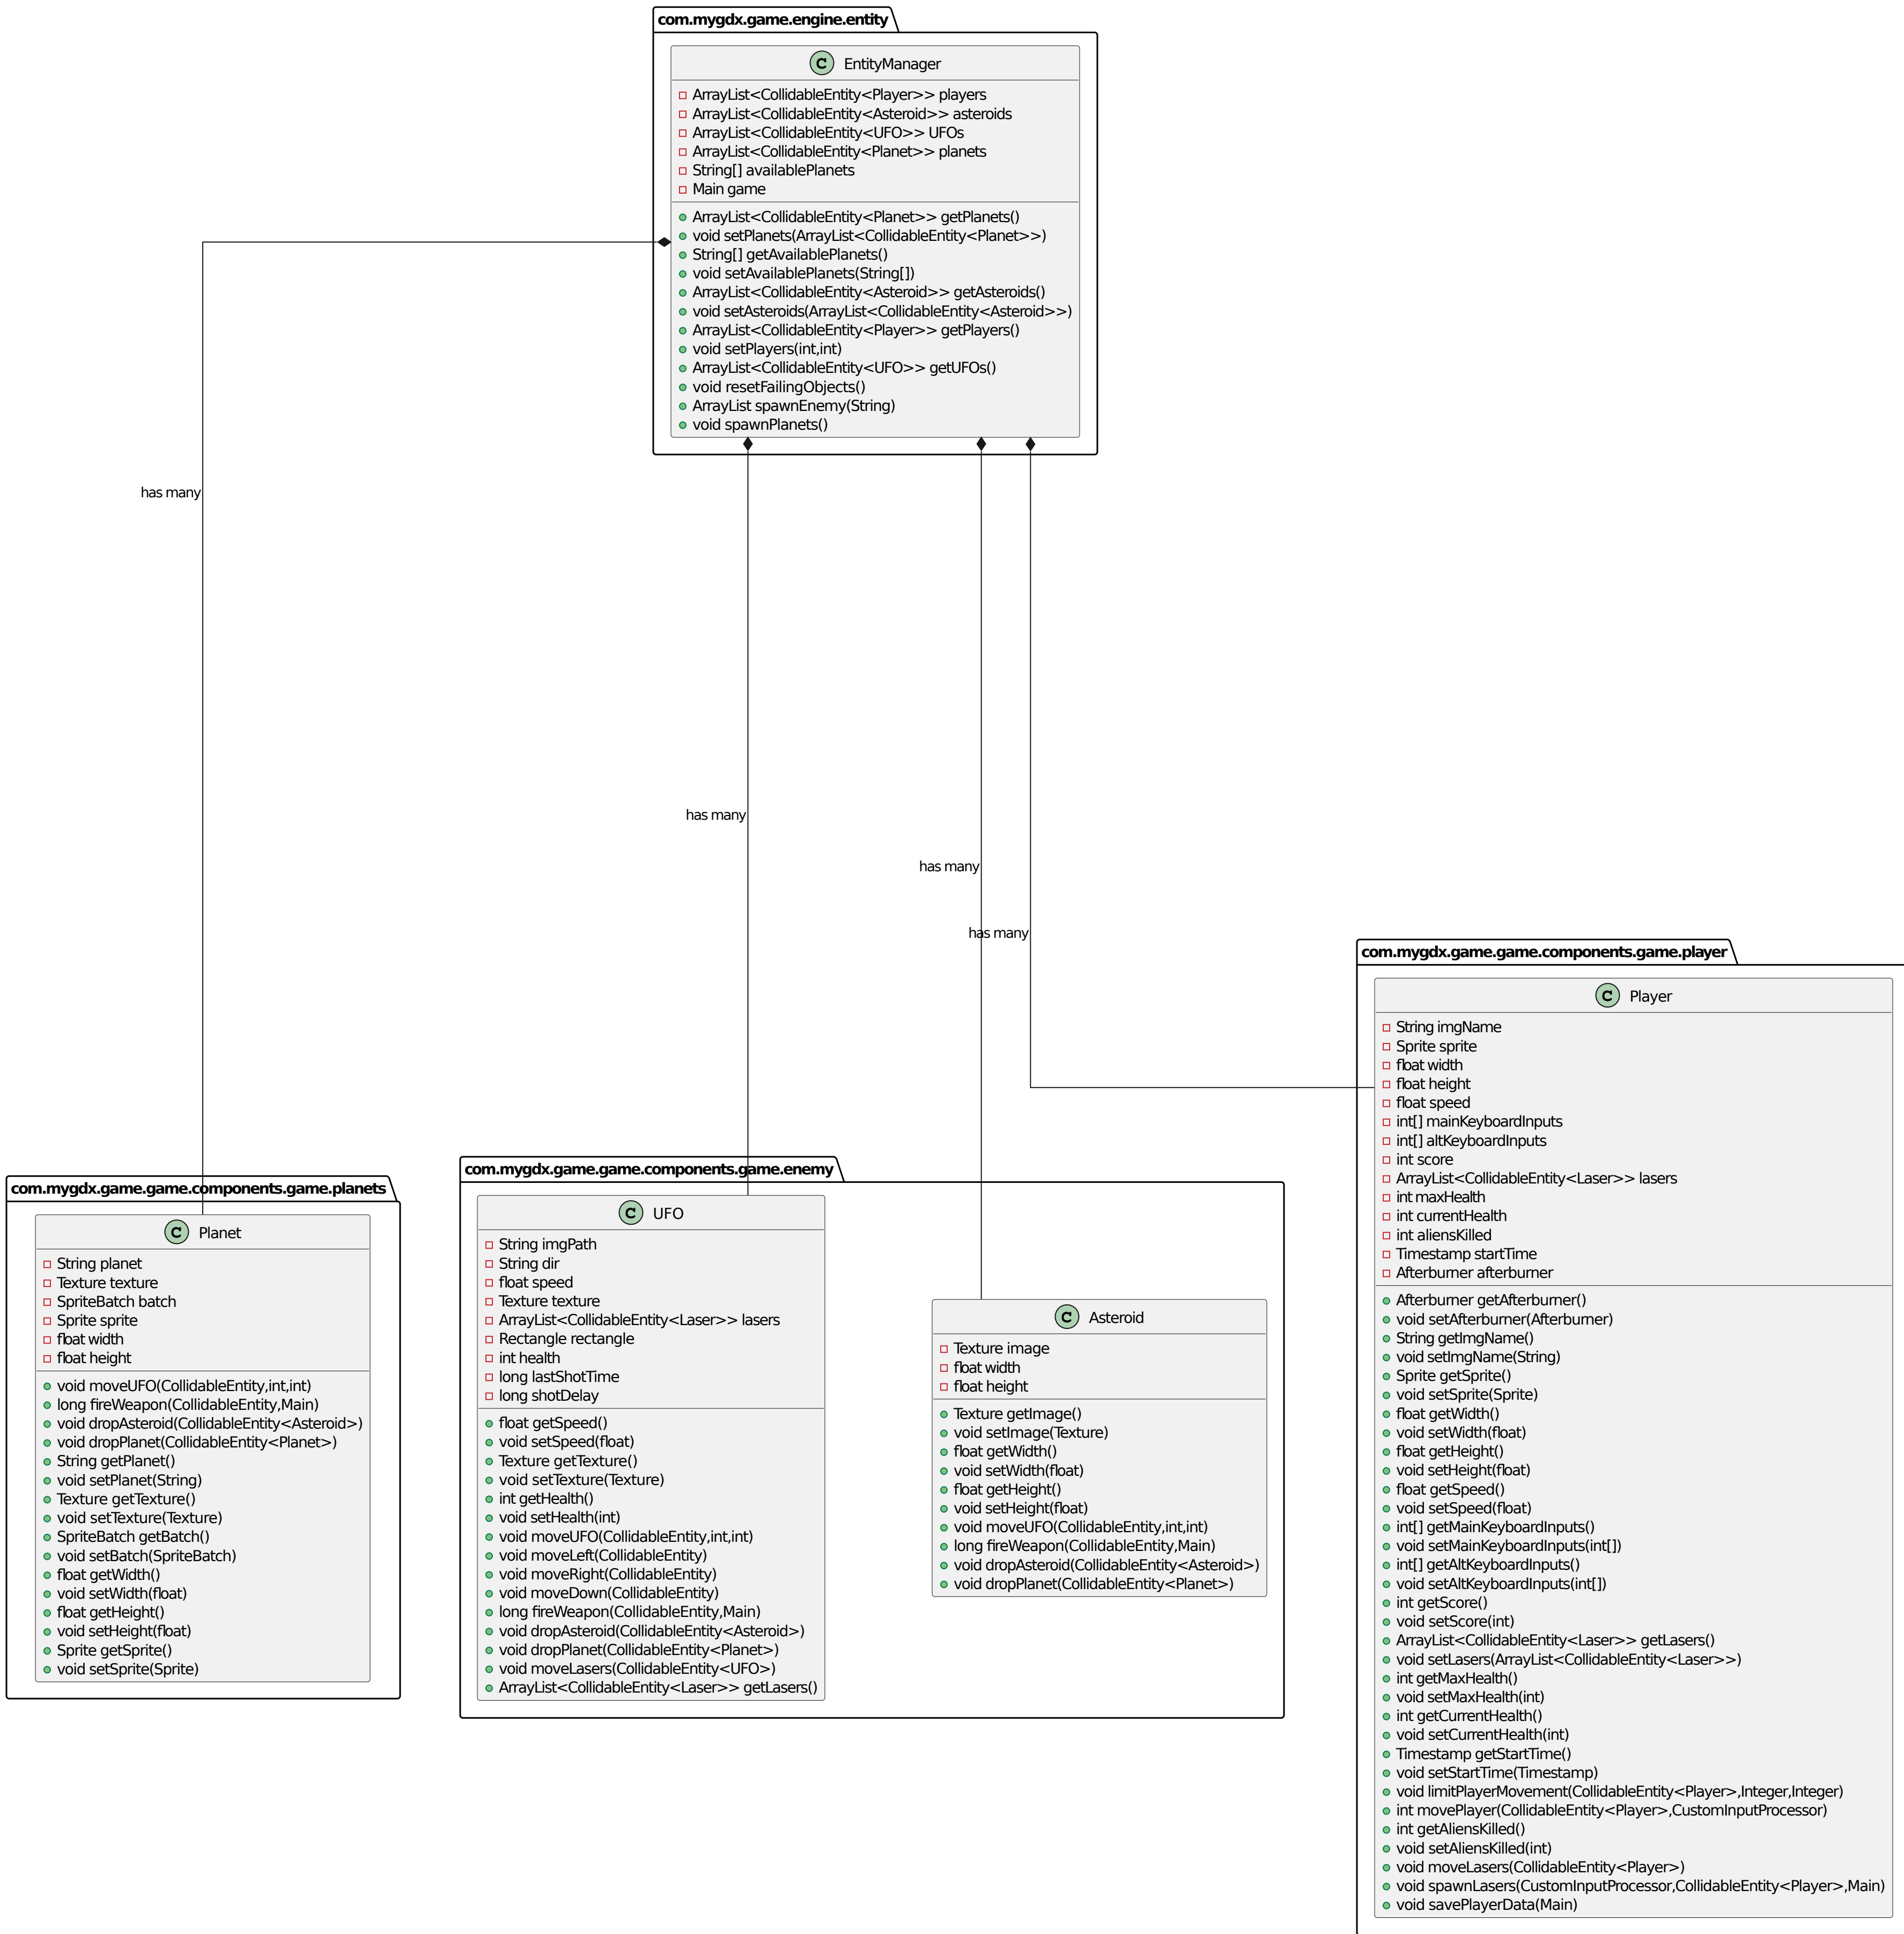 com.mygdx.game.engine.entity
EntityManager
ArrayList<CollidableEntity<Player>> players
ArrayList<CollidableEntity<Asteroid>> asteroids
ArrayList<CollidableEntity<UFO>> UFOs
ArrayList<CollidableEntity<Planet>> planets
String[] availablePlanets
Main game
ArrayList<CollidableEntity<Planet>> getPlanets()
void setPlanets(ArrayList<CollidableEntity<Planet>>)
String[] getAvailablePlanets()
void setAvailablePlanets(String[])
ArrayList<CollidableEntity<Asteroid>> getAsteroids()
void setAsteroids(ArrayList<CollidableEntity<Asteroid>>)
ArrayList<CollidableEntity<Player>> getPlayers()
void setPlayers(int,int)
ArrayList<CollidableEntity<UFO>> getUFOs()
void resetFailingObjects()
ArrayList spawnEnemy(String)
void spawnPlanets()
has many
has many
has many
has many
com.mygdx.game.game.components.game.planets
C Planet
String planet
Texture texture
SpriteBatch batch
Sprite sprite
float width
float height
void moveUFO(CollidableEntity,int,int)
long fireWeapon(CollidableEntity,Main)
void dropAsteroid(CollidableEntity<Asteroid>)
void dropPlanet(CollidableEntity<Planet>)
String getPlanet()
void setPlanet(String)
Texture getTexture()
void setTexture(Texture)
SpriteBatch getBatch()
void setBatch(SpriteBatch)
float getWidth()
void setWidth(float)
float getHeight()
void setHeight(float)
Sprite getSprite()
void setSprite(Sprite)
com.mygdx.game.game.components.game.enemy
C UFO
String imgPath
String dir
float speed
Texture texture
ArrayList<CollidableEntity<Laser>> lasers
Rectangle rectangle
int health
long lastShotTime
long shotDelay
float getSpeed()
void setSpeed(float)
Texture getTexture()
void setTexture(Texture)
int getHealth()
void setHealth(int)
void moveUFO(CollidableEntity,int,int)
void moveLeft(CollidableEntity)
void moveRight(CollidableEntity)
void moveDown(CollidableEntity)
long fireWeapon(CollidableEntity,Main)
void dropAsteroid(CollidableEntity<Asteroid>)
void dropPlanet(CollidableEntity<Planet>)
void moveLasers(CollidableEntity<UFO>)
ArrayList<CollidableEntity<Laser>> getLasers()
C Asteroid
Texture image
float width
float height
Texture getImage()
void setImage(Texture)
float getWidth()
void setWidth(float)
float getHeight()
void setHeight(float)
void moveUFO(CollidableEntity,int,int)
long fireWeapon(CollidableEntity,Main)
void dropAsteroid(CollidableEntity<Asteroid>)
void dropPlanet(CollidableEntity<Planet>)
com.mygdx.game.game.components.game.player
C Player
String imgName
Sprite sprite
float width
float height
float speed
int[] mainKeyboardInputs
int[] altKeyboardInputs
int score
ArrayList<CollidableEntity<Laser>> lasers
int maxHealth
int currentHealth
int aliensKilled
Timestamp startTime
Afterburner afterburner
Afterburner getAfterburner()
void setAfterburner(Afterburner)
String getImgName()
void setImgName(String)
Sprite getSprite()
void setSprite(Sprite)
float getWidth()
void setWidth(float)
float getHeight()
void setHeight(float)
float getSpeed()
void setSpeed(float)
int[] getMainKeyboardInputs()
void setMainKeyboardInputs(int[])
int[] getAltKeyboardInputs()
void setAltKeyboardInputs(int[])
int getScore()
void setScore(int)
ArrayList<CollidableEntity<Laser>> getLasers()
void setLasers(ArrayList<CollidableEntity<Laser>>)
int getMaxHealth()
void setMaxHealth(int)
int getCurrentHealth()
void setCurrentHealth(int)
Timestamp getStartTime()
void setStartTime(Timestamp)
void limitPlayerMovement(CollidableEntity<Player>,Integer,Integer)
int movePlayer(CollidableEntity<Player>,CustomInputProcessor)
int getAliensKilled()
void setAliensKilled(int)
void moveLasers(CollidableEntity<Player>)
void spawnLasers(CustomInputProcessor,CollidableEntity<Player>,Main)
void savePlayerData(Main)